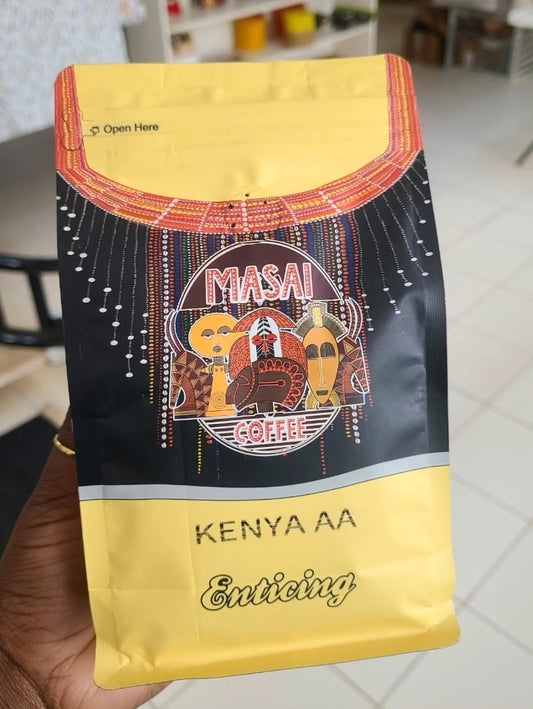 Open Here
MASAI
COFFEE
KENYA AA
Enticing